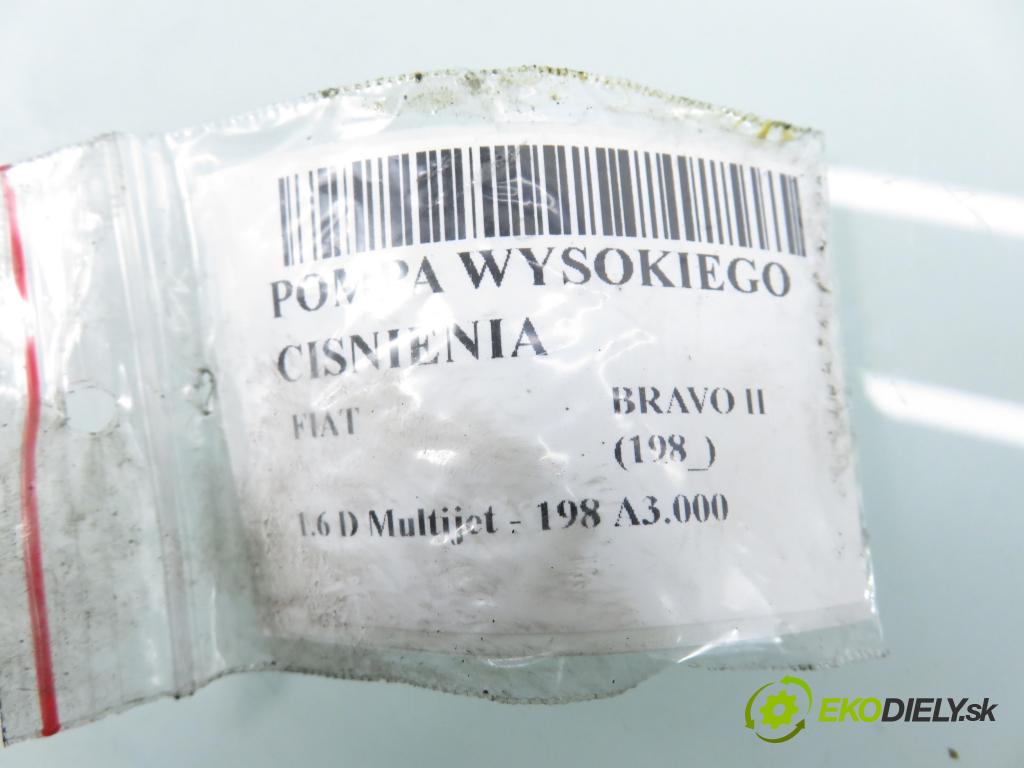 POMPA WYSOKIEGO
CISNIENIA
FIAT
BRAVO II
(198_)
1.6 D Multijet - 198 A3.000
EKODIELY.sk